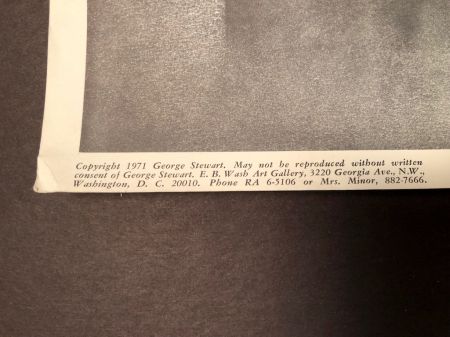 Copyright 1971 George Stewart. May not be reproduced without written
consent of George Stewart. E. B. Wash Art Gallery, 3220 Georgia Ave., N.W.,
Washington, D. C. 20010. Phone RA 6-5106 or Mrs. Minor, 882-7666.